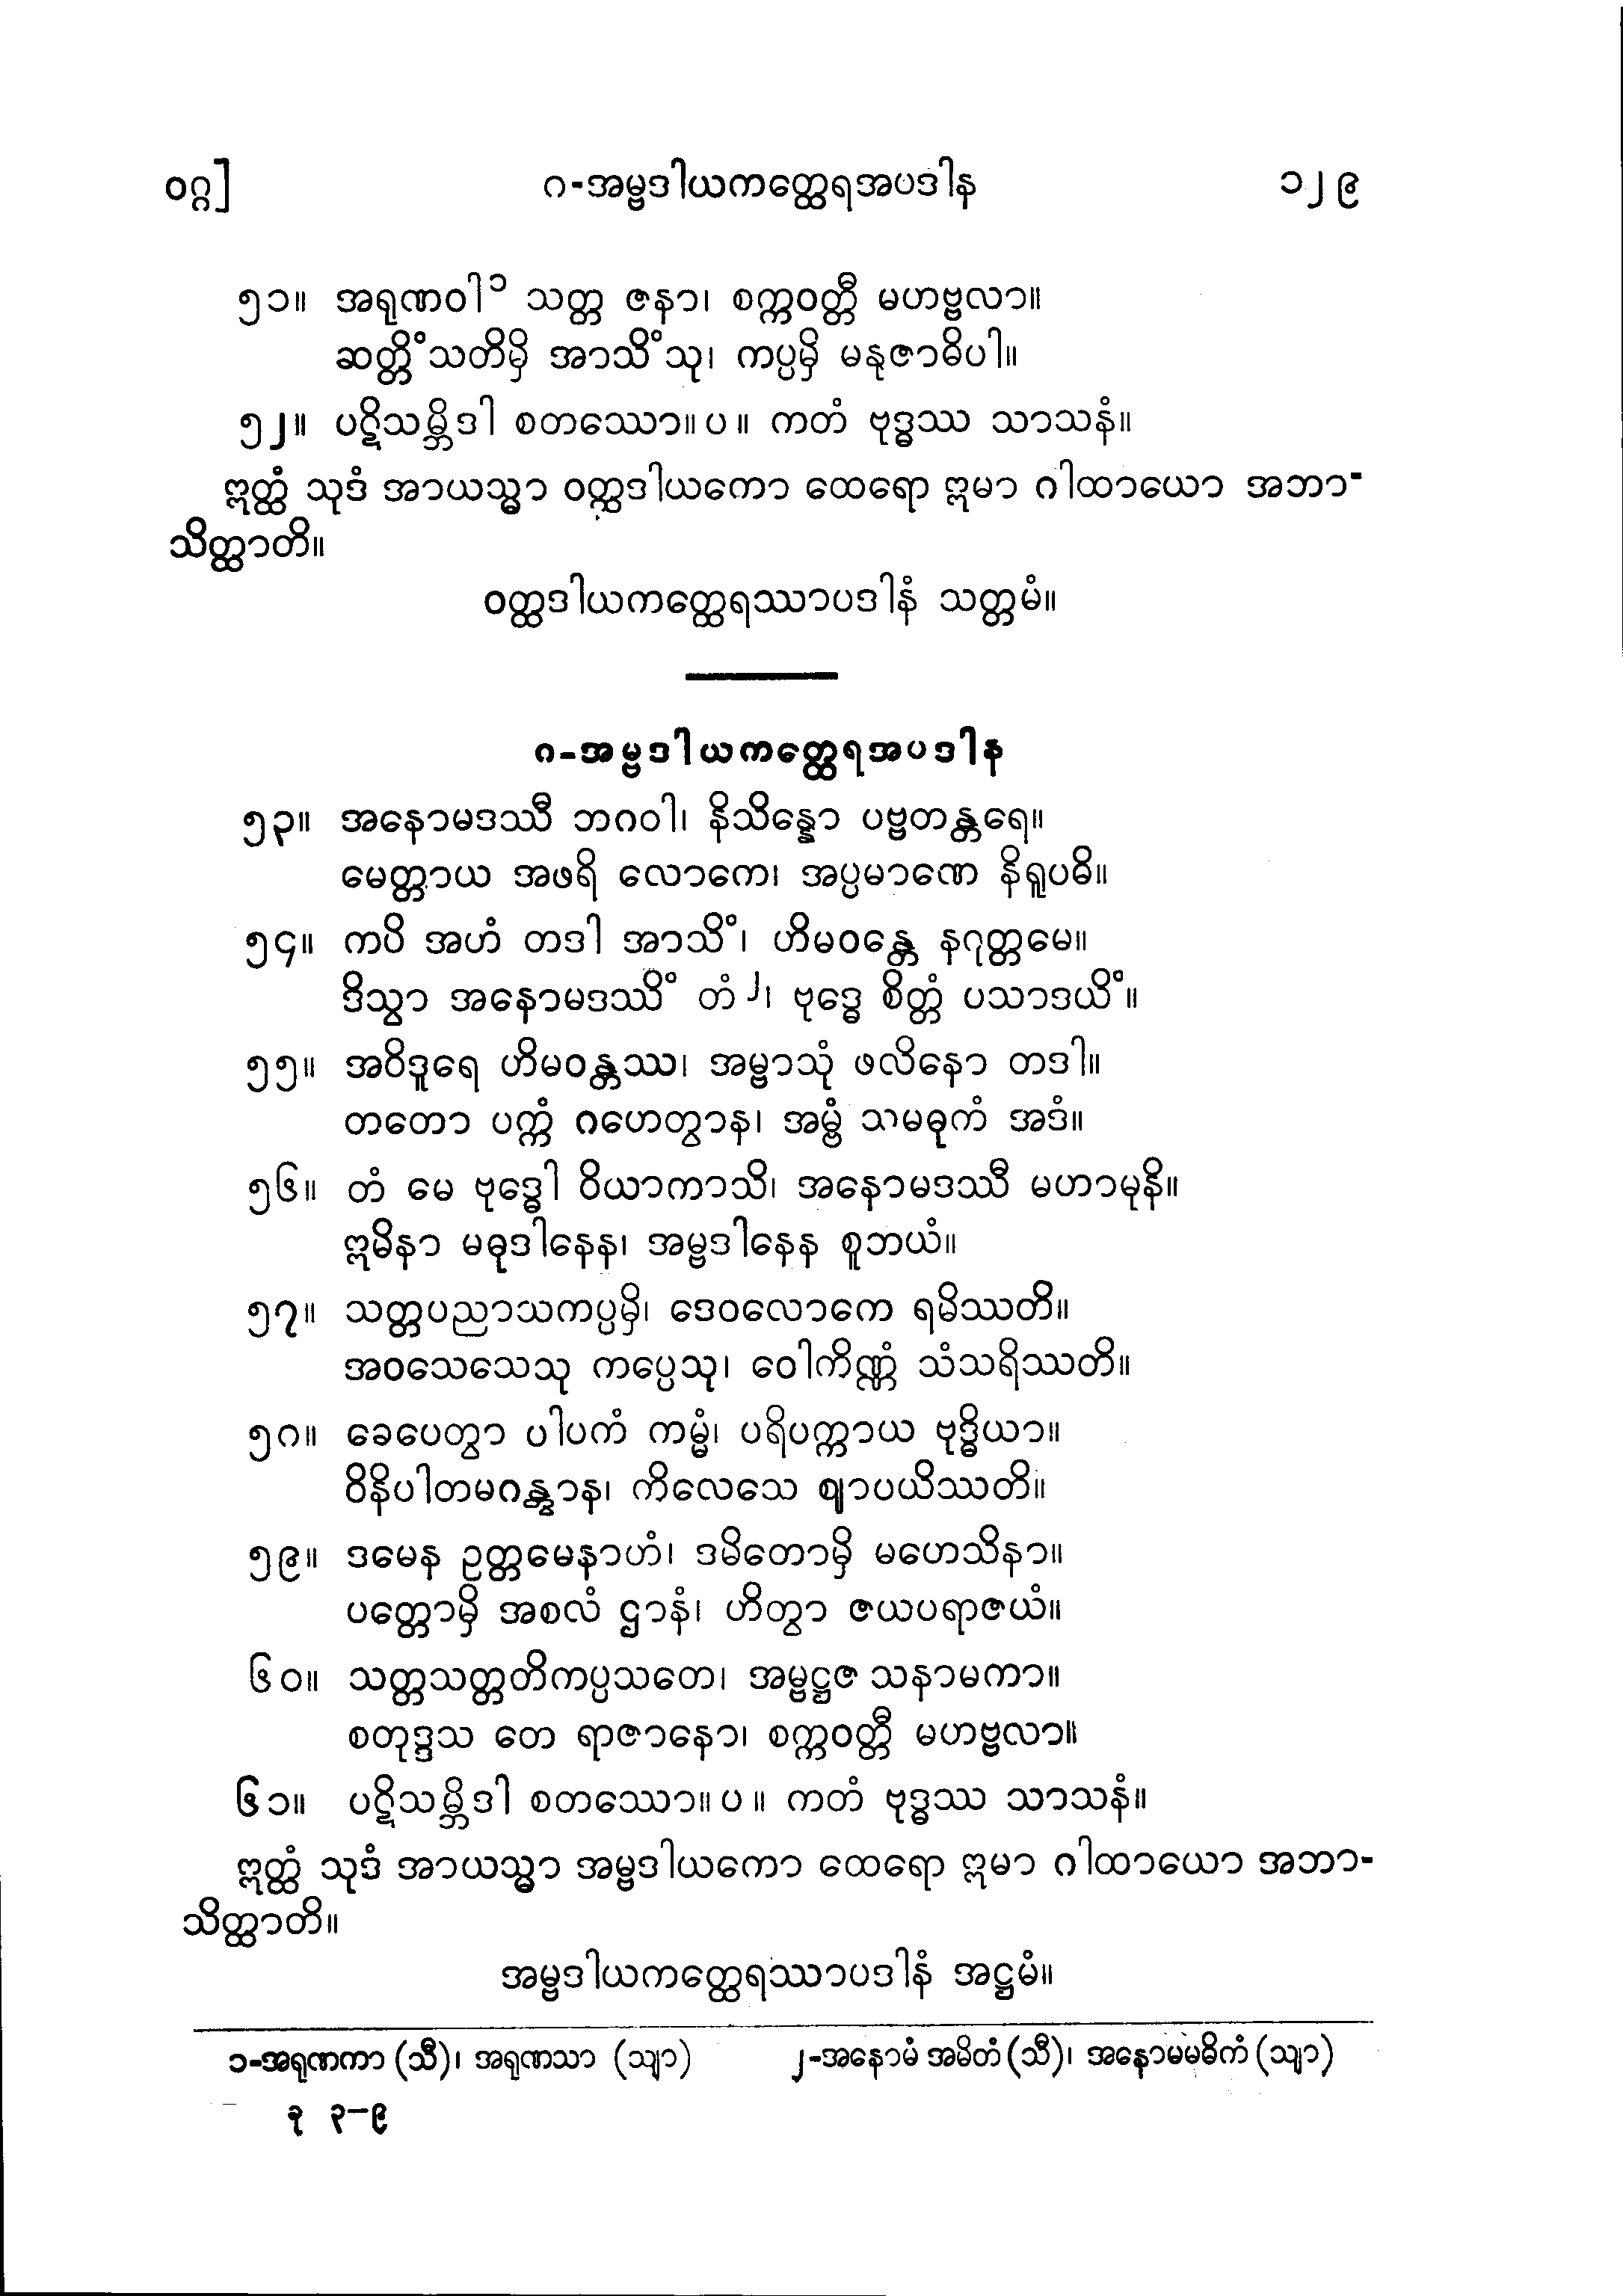 ဝဂ္ဂ] ဂ-အမ္ဗဒါယကတ္ထေရအပဒါန ၁၂၉
၅၁။ အရုဏဝါ၁ သတ္တ ဇနာ၊ စက္ကဝတ္တီ မဟဗ္ဗလာ။
ဆတ္တိံသတိမှိ အာသိံသု၊ ကပ္ပမှိ မနုဇာဓိပါ။
၅၂။ ပဋိသမ္ဘိဒါ စတဿော။ပ။ ကတံ ဗုဒ္ဓဿ သာသနံ။
ဣတ္ထံ သုဒံ အာယသ္မာ ဝတ္ထဒါယကော ထေရော ဣမာ ဂါထာယော အဘာ-
သိတ္ထာတိ။
ဝတ္ထဒါယကတ္ထေရဿာပဒါနံ သတ္တမံ။
ဂ-အမ္ဗဒါယကတ္ထေရအပဒါန
၅၃။ အနောမဒဿီ ဘဂဝါ၊ နိသိန္နော ပဗ္ဗတန္တရေ။
မေတ္တာယ အဖရိ လောကေ၊ အပ္ပမာဏေ နိရူပဓိ။
၅၄။ ကပိ အဟံ တဒါ အာသိံ၊ ဟိမဝန္တေ နဂုတ္တမေ။
ဒိသွာ အနောမဒဿိံ တံ၂၊ ဗုဒ္ဓေ စိတ္တံ ပသာဒယိံ။
၅၅။ အဝိဒူရေ ဟိမဝန္တဿ၊ အမ္ဗာသုံ ဖလိနော တဒါ။
တတော ပက္ကံ ဂဟေတွာန၊ အမ္ဗံ သမဓုကံ အဒံ။
၅၆။ တံ မေ ဗုဒ္ဓေါ ဝိယာကာသိ၊ အနောမဒဿီ မဟာမုနိ။
ဣမိနာ မဓုဒါနေန၊ အမ္ဗဒါနေန စူဘယံ။
၅၇။ သတ္တပညာသကပ္ပမှိ၊ ဒေဝလောကေ ရမိဿတိ။
အဝသေသေသု ကပ္ပေသု၊ ဝေါကိဏ္ဏံ သံသရိဿတိ။
၅၈။ ခေပေတွာ ပါပကံ ကမ္မံ၊ ပရိပက္ကာယ ဗုဒ္ဓိယာ။
ဝိနိပါတမဂန္တွာန၊ ကိလေသေ ဈာပယိဿတိ။
၅၉။ ဒမေန ဥတ္တမေနာဟံ၊ ဒမိတောမှိ မဟေသိနာ။
ပတ္တောမှိ အစလံ ဌာနံ၊ ဟိတွာ ဇယပရာဇယံ။
၆၀။ သတ္တသတ္တတိကပ္ပသတေ၊ အမ္ဗဋ္ဌဇ သနာမကာ။
စတုဒ္ဒသ တေ ရာဇာနော၊ စက္ကဝတ္တီ မဟဗ္ဗလာ။
၆၁။ ပဋိသမ္ဘိဒါ စတဿော။ပ။ ကတံ ဗုဒ္ဓဿ သာသနံ။
ဣတ္ထံ သုဒံ အာယသ္မာ အမ္ဗဒါယကော ထေရော ဣမာ ဂါထာယော အဘာ-
သိတ္ထာတိ။
အမ္ဗဒါယကတ္ထေရဿာပဒါနံ အဋ္ဌမံ။
၁-အရုဏကာ (သီ)၊ အရုဏသာ (သျာ) ၂-အနောမံ အမိတံ (သီ)၊ အနောမမဓိကံ (သျာ)
ခု ၃-၉